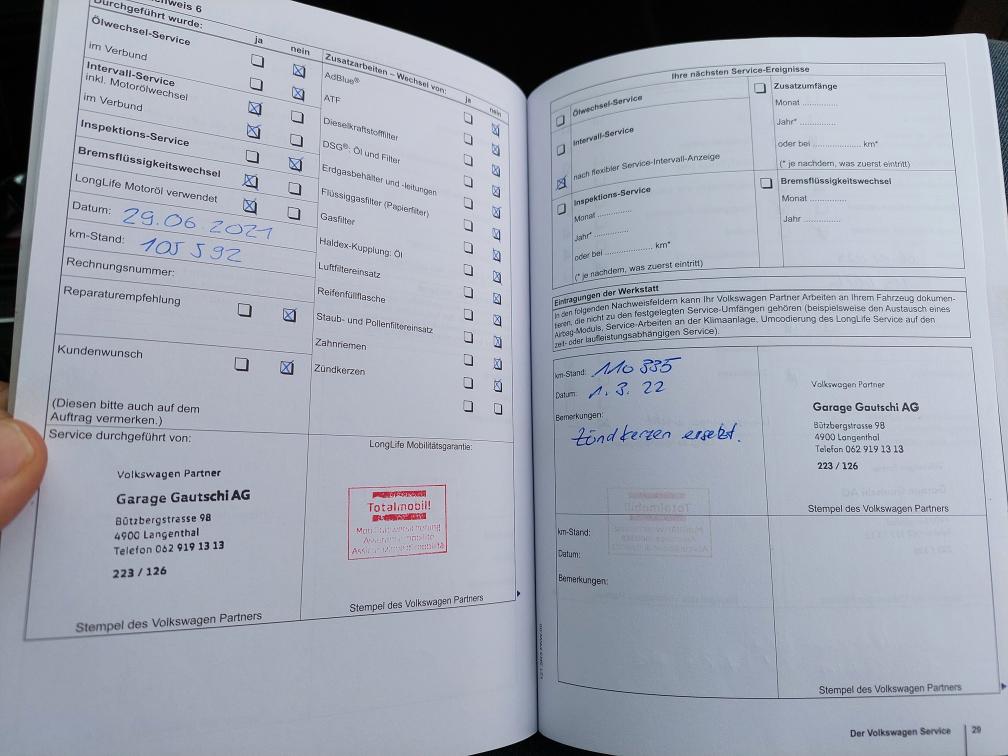 Durchgeführt wurde:
ja
nein
Ölwechsel-Service
im Verbund
Intervall-Service
inkl. Motorölwechsel
im Verbund
Inspektions-Service
Bremsflüssigkeitswechsel
LongLife Motoröl verwendet
Datum: 29.06.2021
km-Stand: 105 592
Rechnungsnummer:
Reparaturempfehlung
Kundenwunsch
(Diesen bitte auch auf dem
Auftrag vermerken.)
Zusatzarbeiten – Wechsel von:
ja
nein
AdBlue®
ATF
Dieselkraftstofffilter
DSG®: Öl und Filter
Erdgasbehälter und -leitungen
Flüssiggasfilter (Papierfilter)
Gasfilter
Haldex-Kupplung: Öl
Luftfiltereinsatz
Reifenfüllflasche
Staub- und Pollenfiltereinsatz
Zahnriemen
Zündkerzen
Service durchgeführt von:
Volkswagen Partner
Garage Gautschi AG
Bützbergstrasse 98
4900 Langenthal
Telefon 062 919 13 13
223 / 126
Stempel des Volkswagen Partners
LongLife Mobilitätsgarantie:
Totalmobil!
Stempel des Volkswagen Partners
Ihre nächsten Service-Ereignisse
Ölwechsel-Service
Intervall-Service
nach flexibler Service-Intervall-Anzeige
Inspektions-Service
Monat ..............
Jahr* ..............
oder bei .............. km*
(* je nachdem, was zuerst eintritt)
Zusatzumfänge
Monat ..............
Jahr* ..............
oder bei .............. km*
(* je nachdem, was zuerst eintritt)
Bremsflüssigkeitswechsel
Monat ..............
Jahr ..............
Eintragungen der Werkstatt
In den folgenden Nachweisfeldern kann Ihr Volkswagen Partner Arbeiten an Ihrem Fahrzeug dokumen-
tieren, die nicht zu den festgelegten Service-Umfängen gehören (beispielsweise den Austausch eines
Airbag-Moduls, Service-Arbeiten an der Klimaanlage, Umcodierung des LongLife Service auf den
zeit- oder laufleistungsabhängigen Service).
km-Stand: 110 335
Datum: 1. 3. 22
Bemerkungen:
Zündkerzen ersetzt.
Volkswagen Partner
Garage Gautschi AG
Bützbergstrasse 98
4900 Langenthal
Telefon 062 919 13 13
223 / 126
Stempel des Volkswagen Partners
km-Stand:
Datum:
Bemerkungen:
Stempel des Volkswagen Partners
Der Volkswagen Service
29